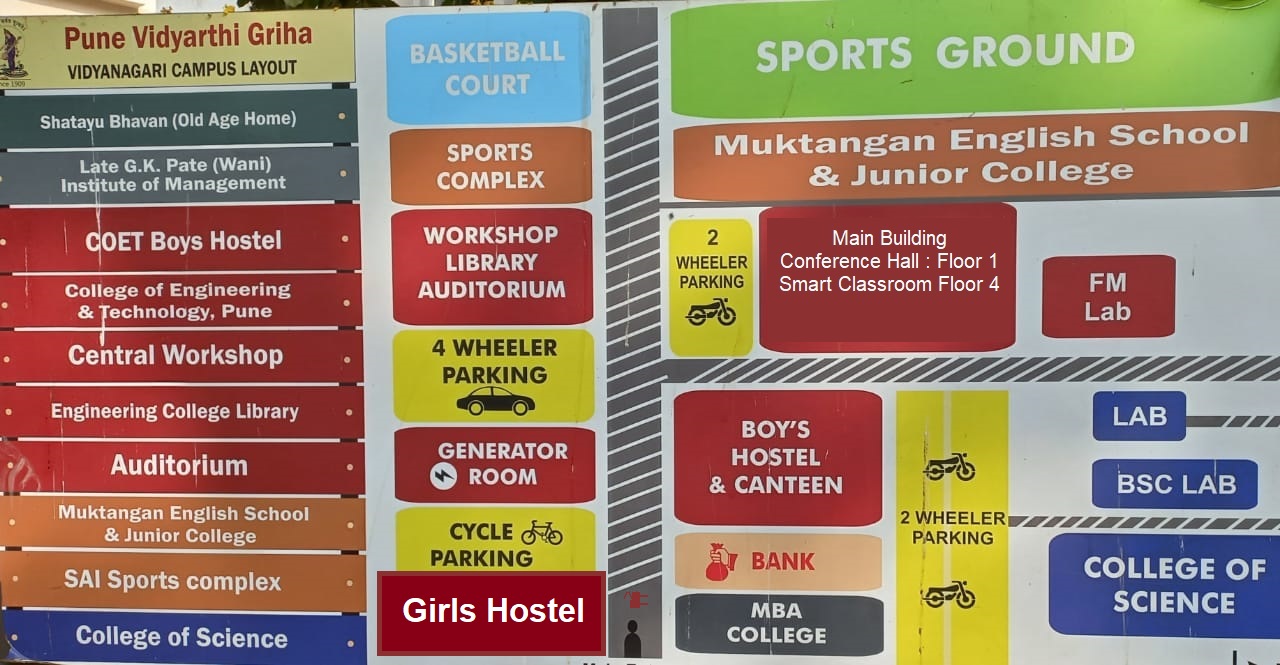 Pune Vidyarthi Griha
VIDYANAGARI CAMPUS LAYOUT
Shatayu Bhavan (Old Age Home)
Late G.K. Pate (Wani)
Institute of Management
COET Boys Hostel
College of Engineering
& Technology, Pune
Central Workshop
Engineering College Library
Auditorium
Muktangan English School
& Junior College
SAI Sports complex
College of Science
BASKETBALL
COURT
SPORTS
COMPLEX
WORKSHOP
LIBRARY
AUDITORIUM
4 WHEELER
PARKING
GENERATOR
ROOM
CYCLE
PARKING
Girls Hostel
SPORTS GROUND
Muktangan English School
& Junior College
2
WHEELER
PARKING
Main Building
Conference Hall : Floor 1
Smart Classroom Floor 4
FM
Lab
BOY'S
HOSTEL
& CANTEEN
BANK
MBA
COLLEGE
2 WHEELER
PARKING
LAB
BSC LAB
COLLEGE OF
SCIENCE